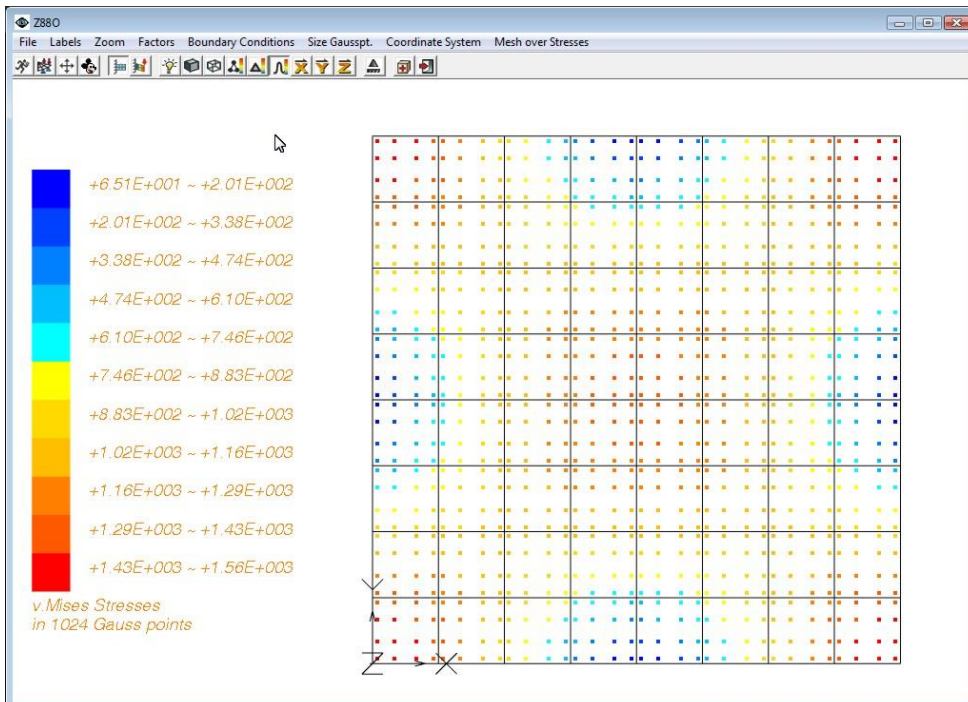 Z88O
File Labels Zoom Factors Boundary Conditions Size Gausspt. Coordinate System Mesh over Stresses
+6.51E+001 ~ +2.01E+002
+2.01E+002 ~ +3.38E+002
+3.38E+002 ~ +4.74E+002
+4.74E+002 ~ +6.10E+002
+6.10E+002 ~ +7.46E+002
+7.46E+002 ~ +8.83E+002
+8.83E+002 ~ +1.02E+003
+1.02E+003 ~ +1.16E+003
+1.16E+003 ~ +1.29E+003
+1.29E+003 ~ +1.43E+003
+1.43E+003 ~ +1.56E+003
v.Mises Stresses
in 1024 Gauss points
Y
Z X